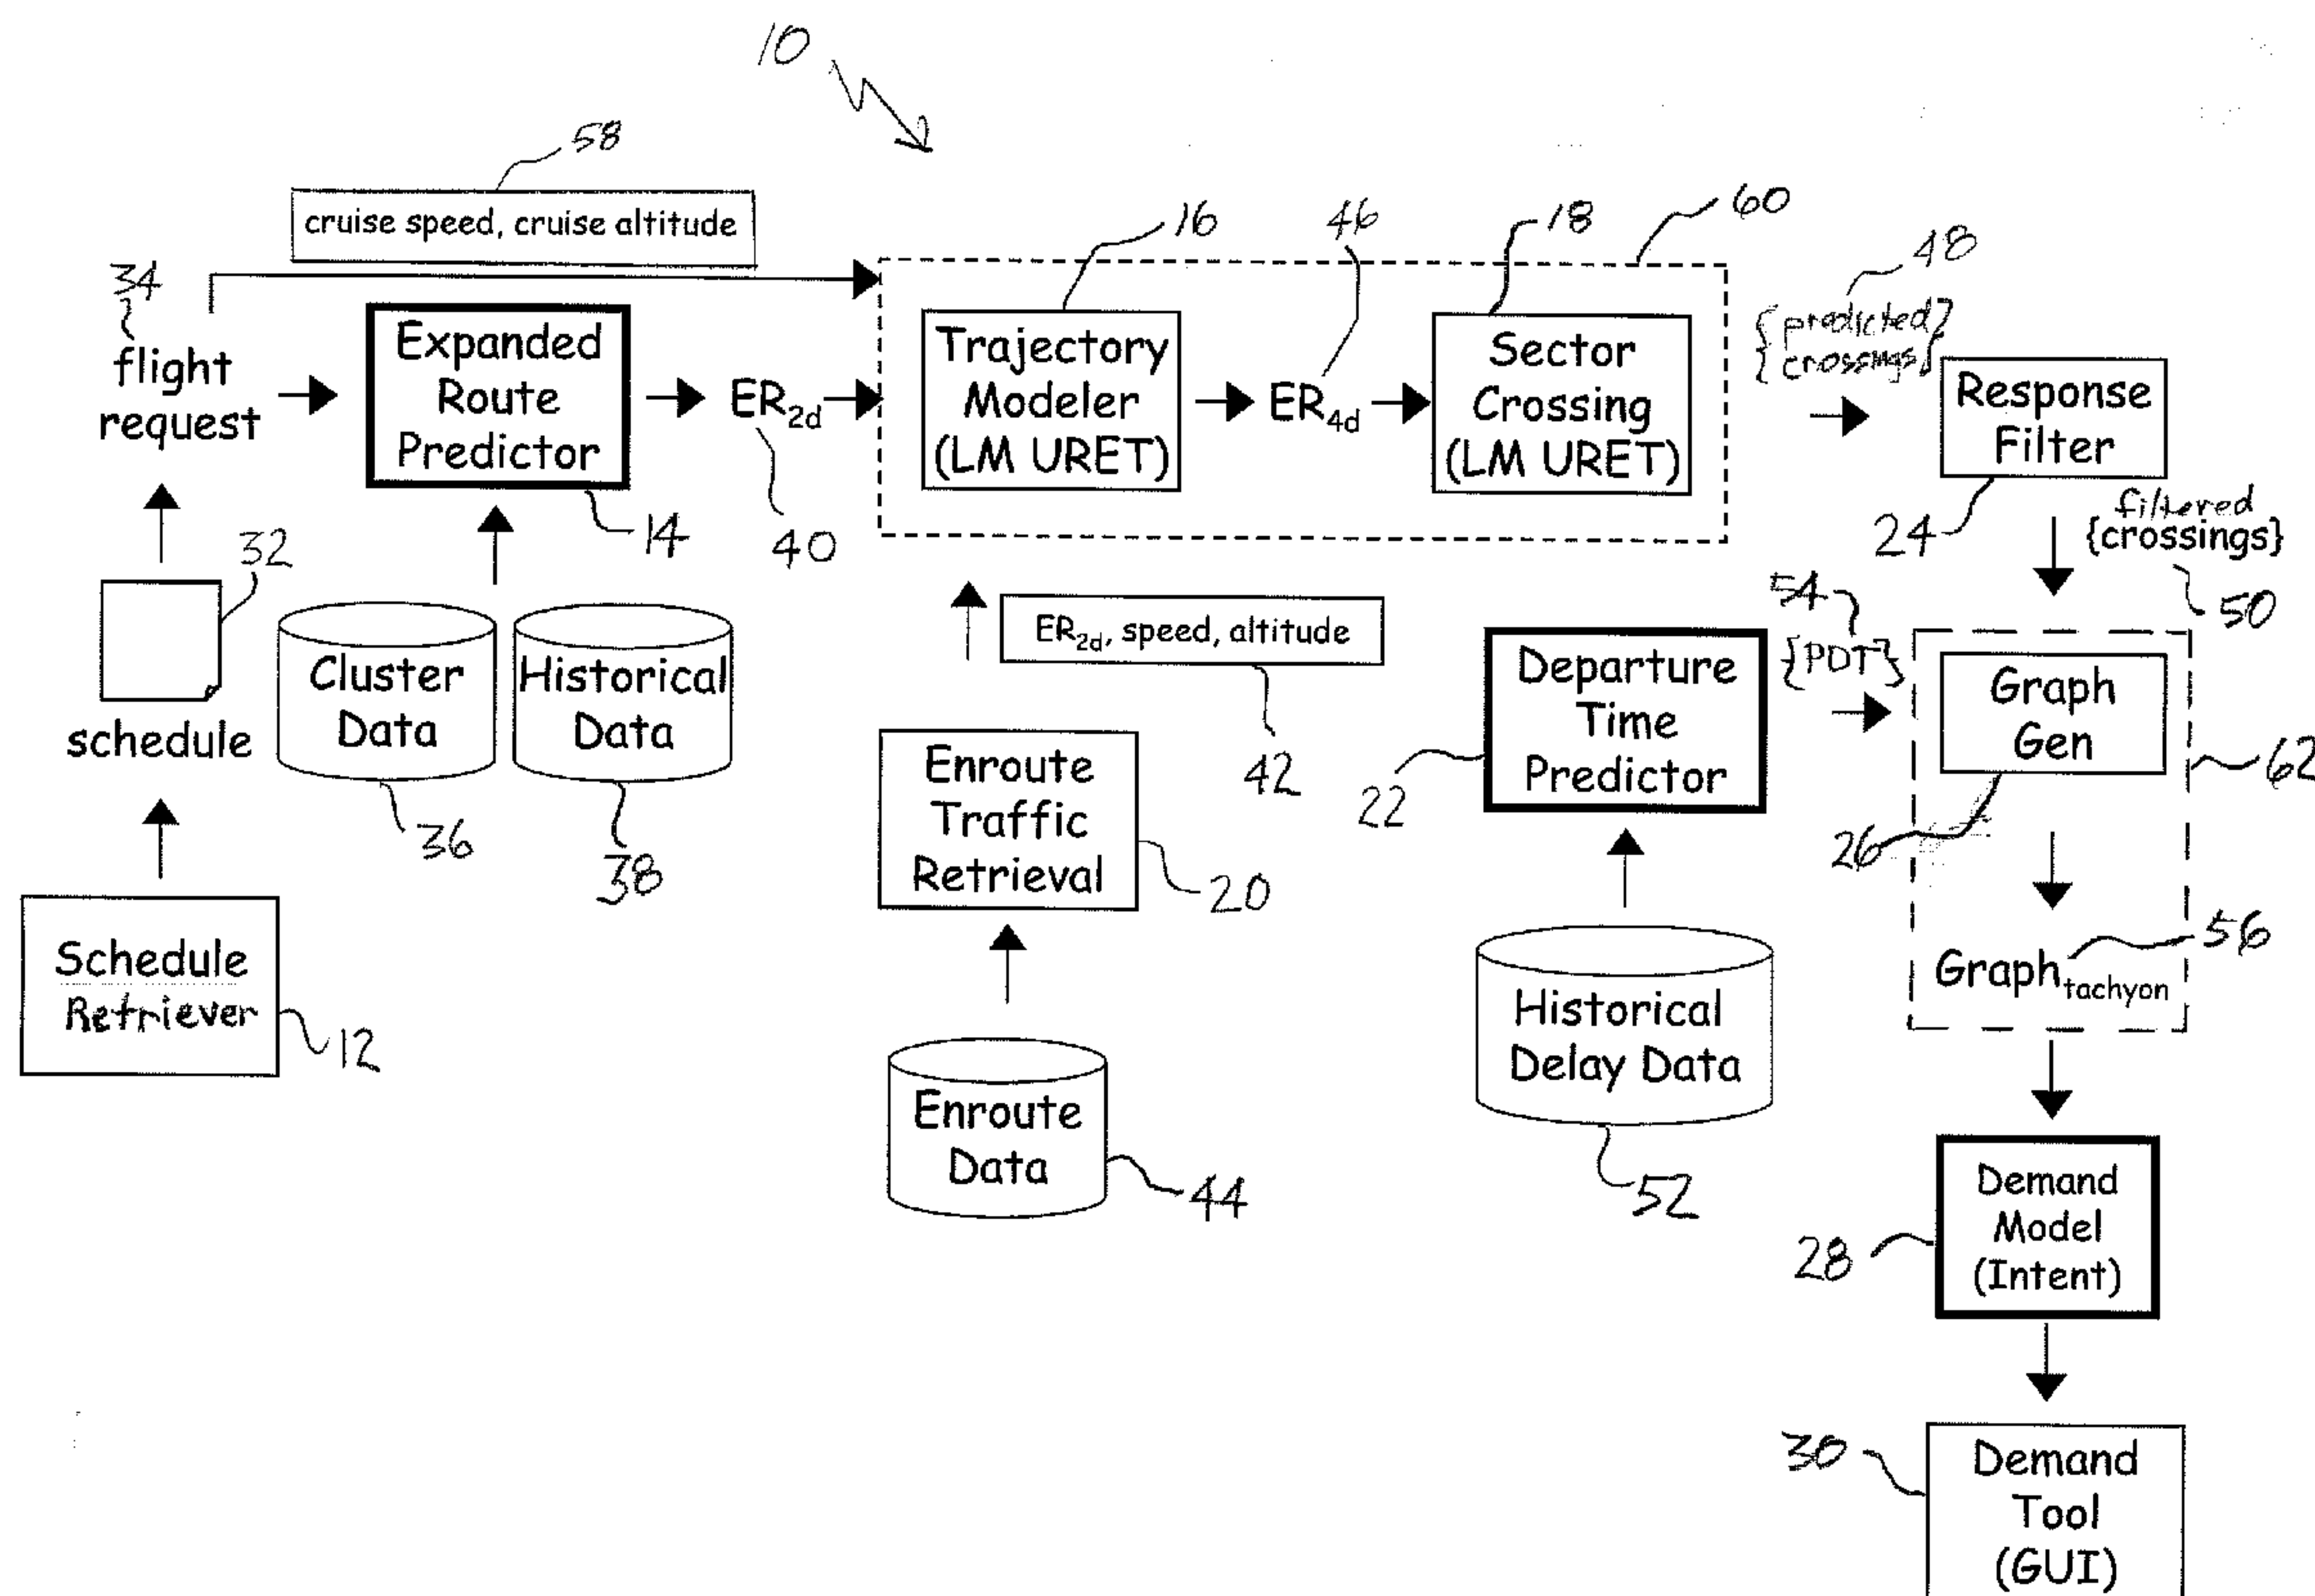 10
58
cruise speed, cruise altitude
34
flight
request
Expanded
Route
Predictor
14
ER2d
40
16
Trajectory
Modeler
(LM URET)
46
ER4d
18
Sector
Crossing
(LM URET)
60
48
{predicted
crossings}
Response
Filter
24
filtered
{crossings}
50
32
schedule
Cluster
Data
36
Historical
Data
38
ER2d, speed, altitude
42
Enroute
Traffic
Retrieval
20
Departure
Time
Predictor
22
54
{PDT}
Graph
Gen
26
62
Schedule
Retriever
12
Enroute
Data
44
Historical
Delay Data
52
Graphtachyon
56
Demand
Model
(Intent)
28
Demand
Tool
(GUI)
30